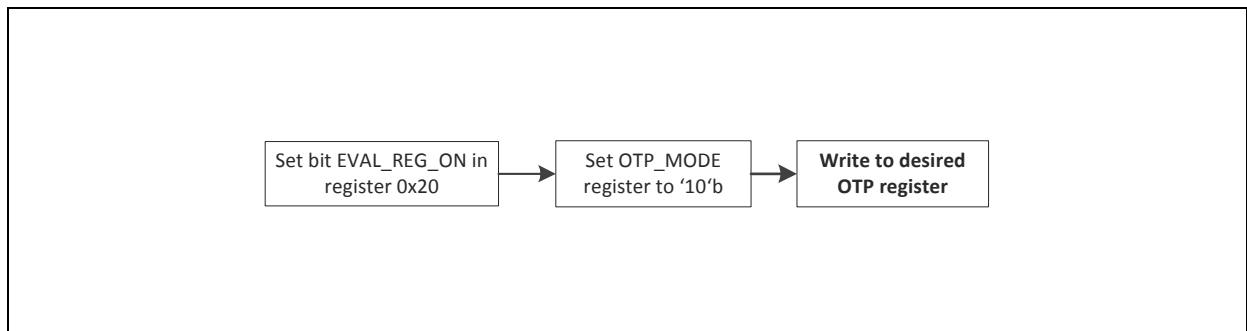 Set bit EVAL_REG_ON in
register 0x20
Set OTP_MODE
register to ‘10‘b
Write to desired
OTP register